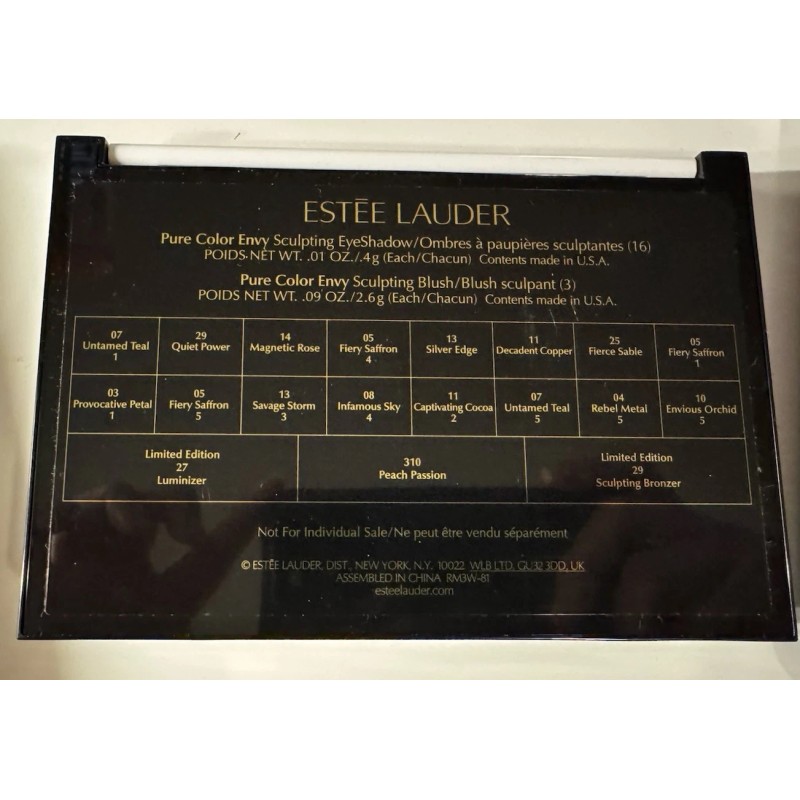 ESTĒE LAUDER
Pure Color Envy Sculpting EyeShadow/Ombres à paupières sculptantes (16)
POIDS·NET WT. .01 OZ./.4g (Each/Chacun) Contents made in U.S.A.
Pure Color Envy Sculpting Blush/Blush sculpant (3)
POIDS NET WT. .09 OZ./2.6g (Each/Chacun) Contents made in U.S.A.
07
Untamed Teal
1
29
Quiet Power
14
Magnetic Rose
05
Fiery Saffron
4
13
Silver Edge
11
Decadent Copper
25
Fierce Sable
05
Fiery Saffron
1
03
Provocative Petal
1
05
Fiery Saffron
5
13
Savage Storm
3
08
Infamous Sky
4
11
Captivating Cocoa
2
07
Untamed Teal
5
04
Rebel Metal
5
10
Envious Orchid
5
Limited Edition
27
Luminizer
310
Peach Passion
Limited Edition
29
Sculpting Bronzer
Not For Individual Sale/Ne peut être vendu séparément
© ESTĒE LAUDER, DIST., NEW YORK, N.Y. 10022 WLB LTD, GU32 3DD, UK
ASSEMBLED IN CHINA RM3W-81
esteelauder.com